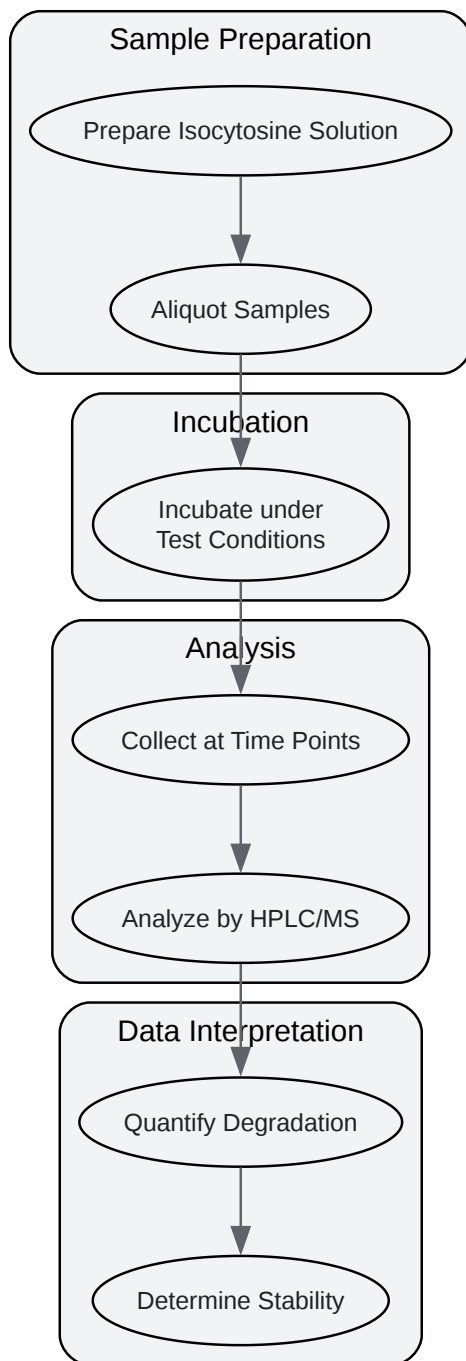 Sample Preparation
Prepare Isocytosine Solution
Aliquot Samples
Incubation
Incubate under
Test Conditions
Analysis
Collect at Time Points
Analyze by HPLC/MS
Data Interpretation
Quantify Degradation
Determine Stability